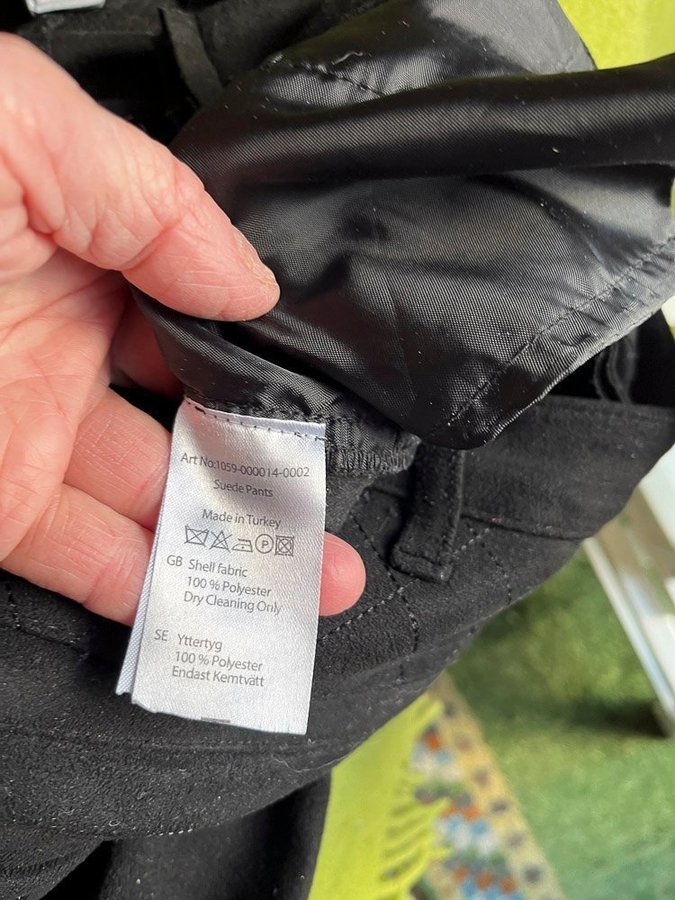 Art No:1059-000014-0002
Suede Pants
Made in Turkey
P
GB Shell fabric
100 % Polyester
Dry Cleaning Only
SE Yttertyg
100 % Polyester
Endast Kemtvätt